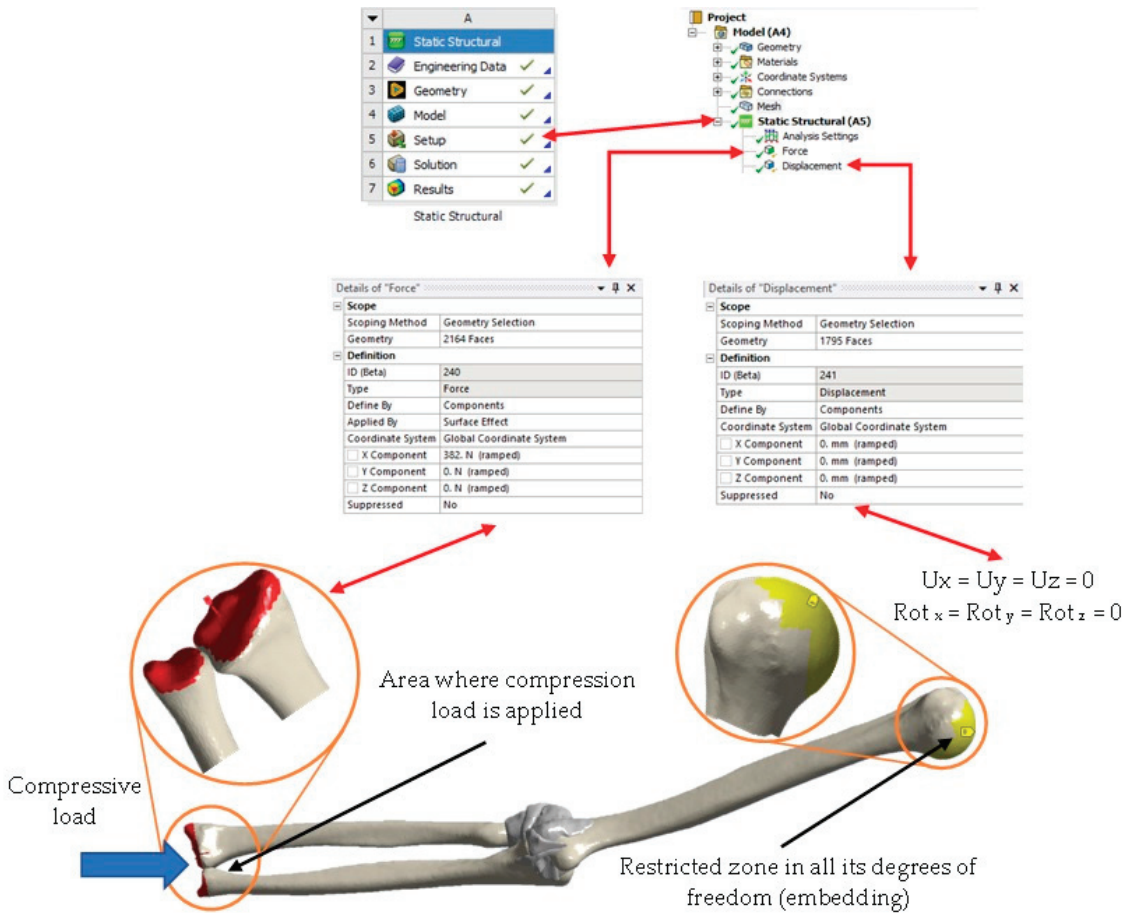 A
1 Static Structural
2 Engineering Data
3 Geometry
4 Model
5 Setup
6 Solution
7 Results
Static Structural
Project
Model (A4)
Geometry
Materials
Coordinate Systems
Connections
Mesh
Static Structural (A5)
Analysis Settings
Force
Displacement
Details of "Force"
Scope
Scoping Method Geometry Selection
Geometry 2164 Faces
Definition
ID (Beta) 240
Type Force
Define By Components
Applied By Surface Effect
Coordinate System Global Coordinate System
X Component 382. N (ramped)
Y Component 0. N (ramped)
Z Component 0. N (ramped)
Suppressed No
Details of "Displacement"
Scope
Scoping Method Geometry Selection
Geometry 1795 Faces
Definition
ID (Beta) 241
Type Displacement
Define By Components
Coordinate System Global Coordinate System
X Component 0. mm (ramped)
Y Component 0. mm (ramped)
Z Component 0. mm (ramped)
Suppressed No
Ux = Uy = Uz = 0
Rot x = Rot y = Rot z = 0
Area where compression
load is applied
Compressive
load
Restricted zone in all its degrees of
freedom (embedding)